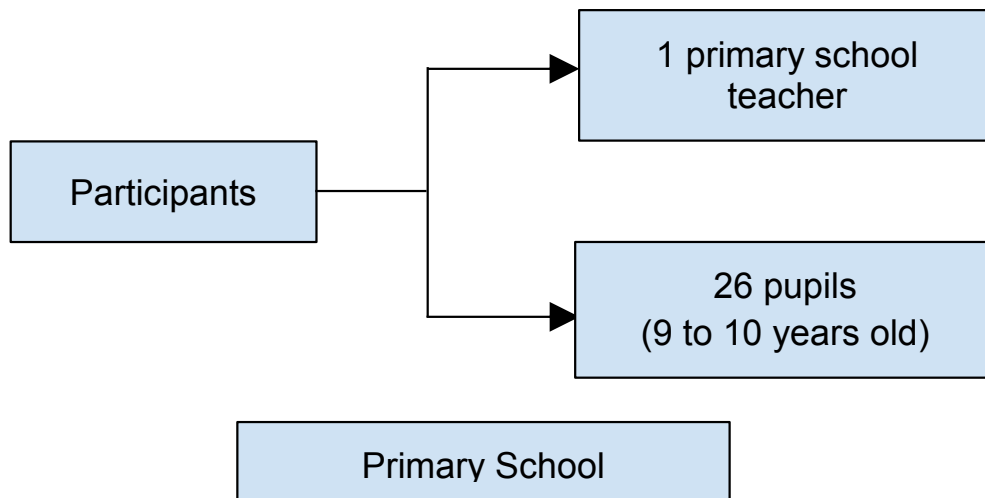 1 primary school
teacher
Participants
26 pupils
(9 to 10 years old)
Primary School